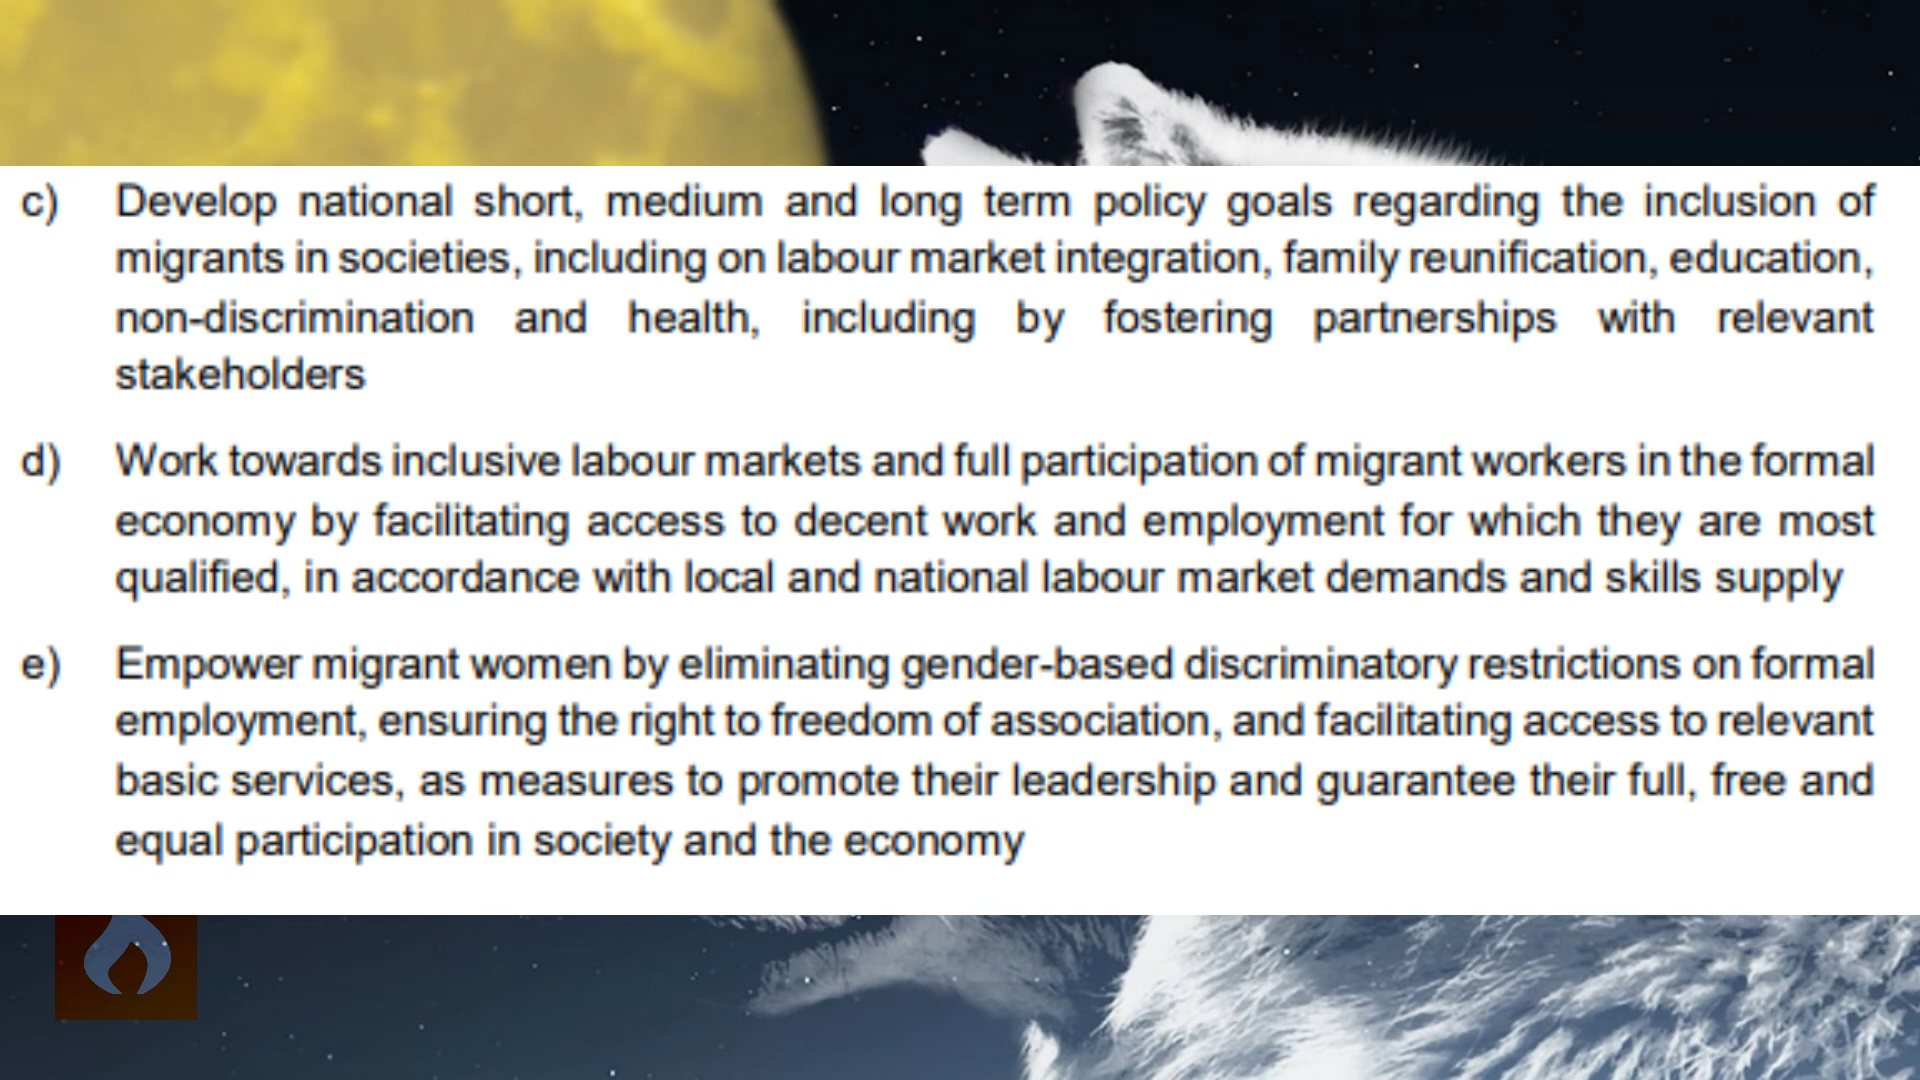 c) Develop national short, medium and long term policy goals regarding the inclusion of
migrants in societies, including on labour market integration, family reunification, education,
non-discrimination and health, including by fostering partnerships with relevant
stakeholders
d) Work towards inclusive labour markets and full participation of migrant workers in the formal
economy by facilitating access to decent work and employment for which they are most
qualified, in accordance with local and national labour market demands and skills supply
e) Empower migrant women by eliminating gender-based discriminatory restrictions on formal
employment, ensuring the right to freedom of association, and facilitating access to relevant
basic services, as measures to promote their leadership and guarantee their full, free and
equal participation in society and the economy